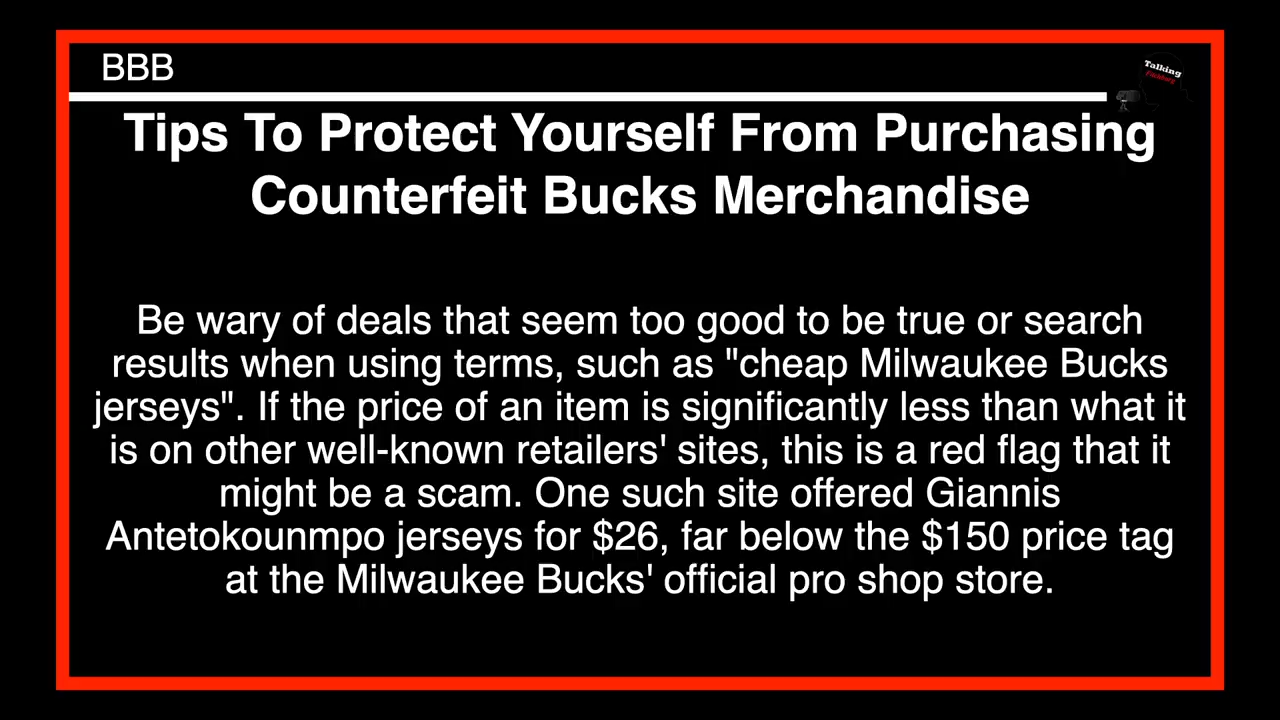 BBB
Talking
Fitchburg
Tips To Protect Yourself From Purchasing
Counterfeit Bucks Merchandise
Be wary of deals that seem too good to be true or search
results when using terms, such as "cheap Milwaukee Bucks
jerseys". If the price of an item is significantly less than what it
is on other well-known retailers' sites, this is a red flag that it
might be a scam. One such site offered Giannis
Antetokounmpo jerseys for $26, far below the $150 price tag
at the Milwaukee Bucks' official pro shop store.